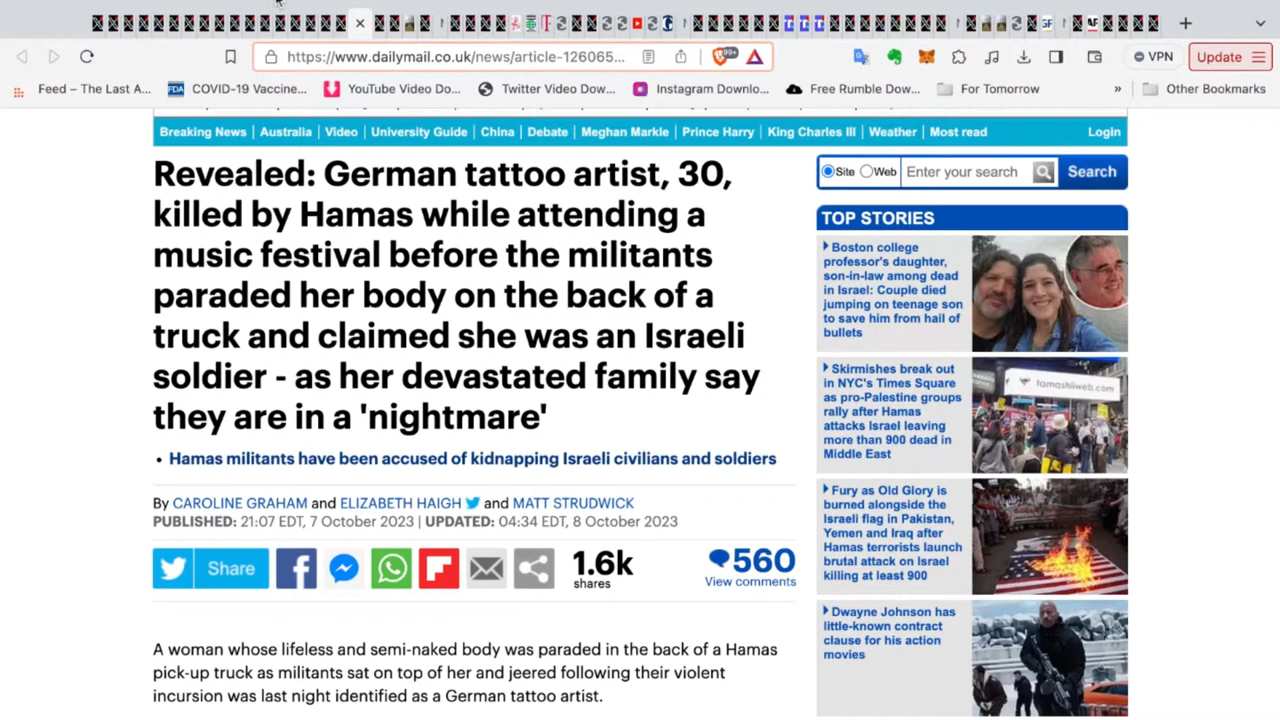 https://www.dailymail.co.uk/news/article-126065...
99+
VPN
Update
Feed – The Last A...
FDA
COVID-19 Vaccine...
YouTube Video Do...
Twitter Video Dow...
Instagram Downlo...
Free Rumble Dow...
For Tomorrow
»
Other Bookmarks
Breaking News | Australia | Video | University Guide | China | Debate | Meghan Markle | Prince Harry | King Charles III | Weather | Most read
Login
Revealed: German tattoo artist, 30,
killed by Hamas while attending a
music festival before the militants
paraded her body on the back of a
truck and claimed she was an Israeli
soldier - as her devastated family say
they are in a 'nightmare'
• Hamas militants have been accused of kidnapping Israeli civilians and soldiers
By CAROLINE GRAHAM and ELIZABETH HAIGH and MATT STRUDWICK
PUBLISHED: 21:07 EDT, 7 October 2023 | UPDATED: 04:34 EDT, 8 October 2023
Share
1.6k
shares
560
View comments
A woman whose lifeless and semi-naked body was paraded in the back of a Hamas
pick-up truck as militants sat on top of her and jeered following their violent
incursion was last night identified as a German tattoo artist.
Site Web Enter your search Search
TOP STORIES
Boston college
professor's daughter,
son-in-law among dead
in Israel: Couple died
jumping on teenage son
to save him from hail of
bullets
Skirmishes break out
in NYC's Times Square
as pro-Palestine groups
rally after Hamas
attacks Israel leaving
more than 900 dead in
Middle East
Fury as Old Glory is
burned alongside the
Israeli flag in Pakistan,
Yemen and Iraq after
Hamas terrorists launch
brutal attack on Israel
killing at least 900
Dwayne Johnson has
little-known contract
clause for his action
movies